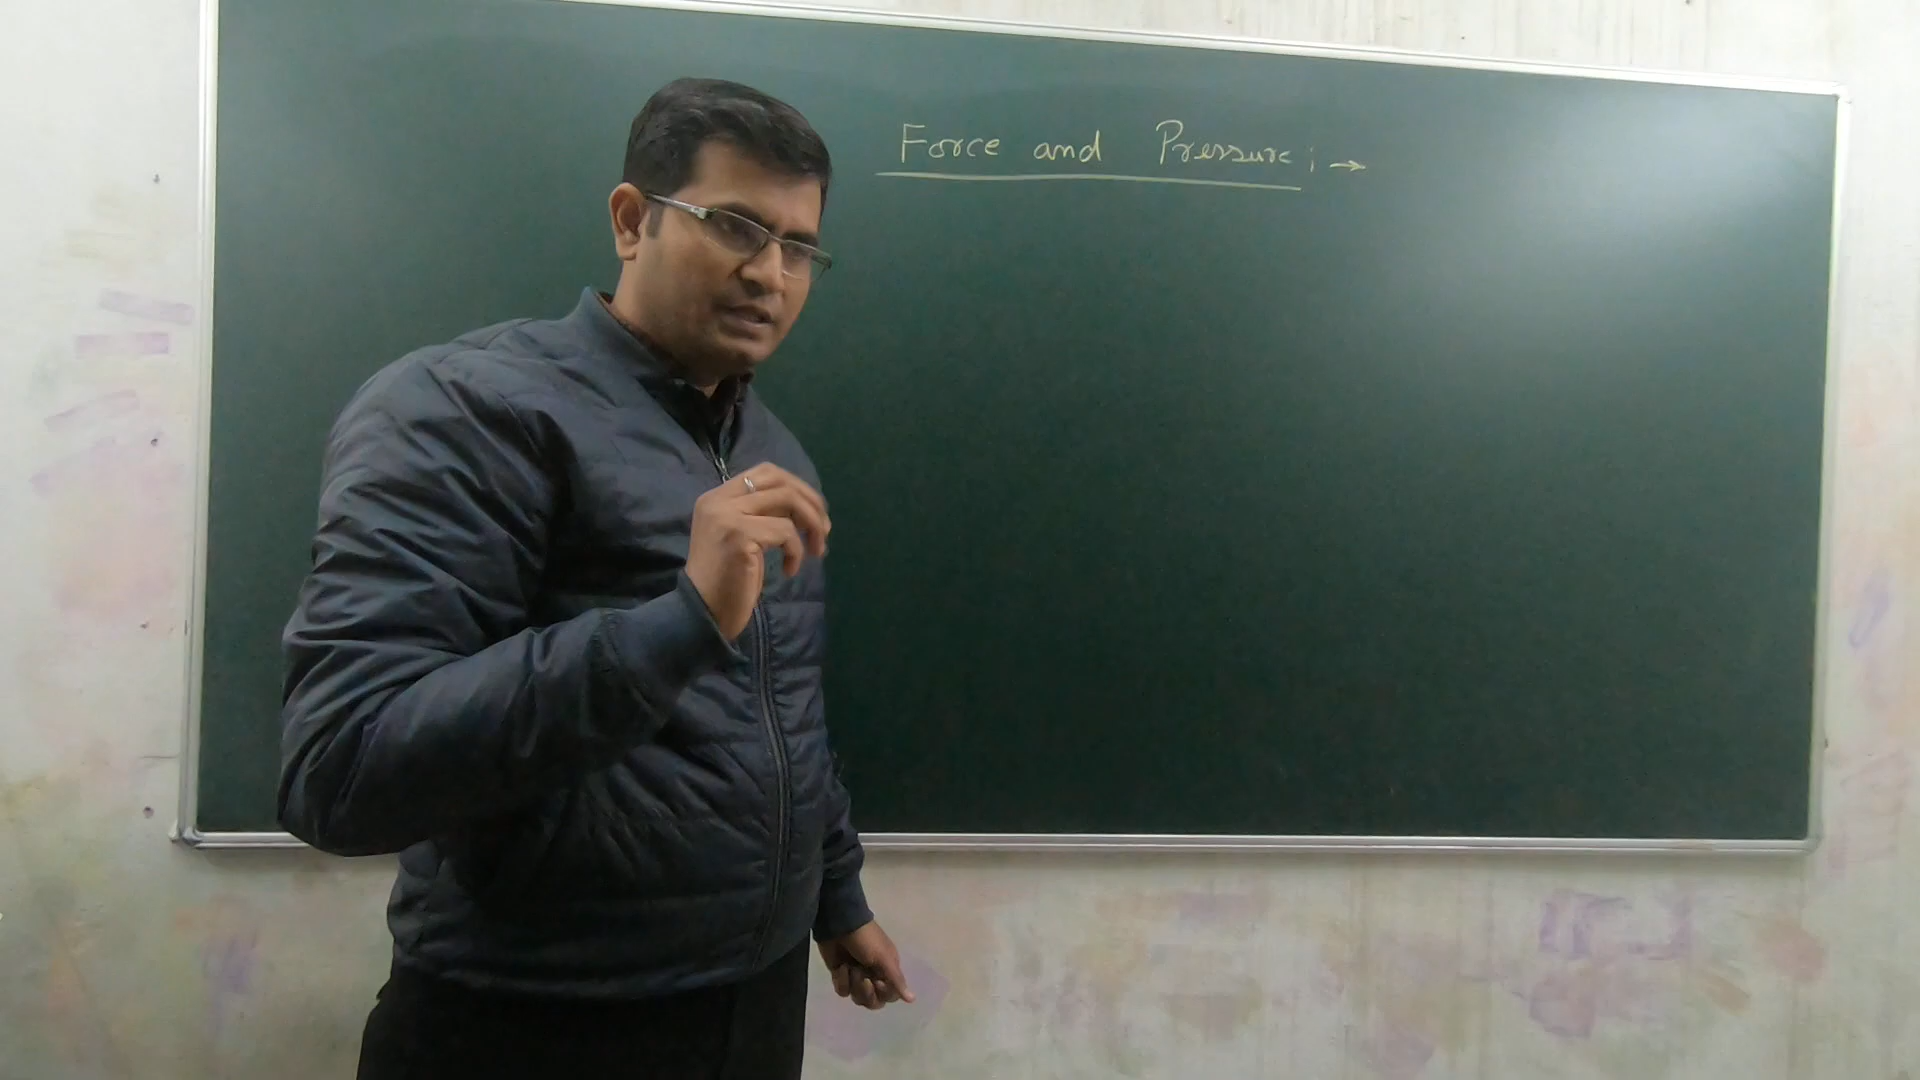 Force and Pressure : →